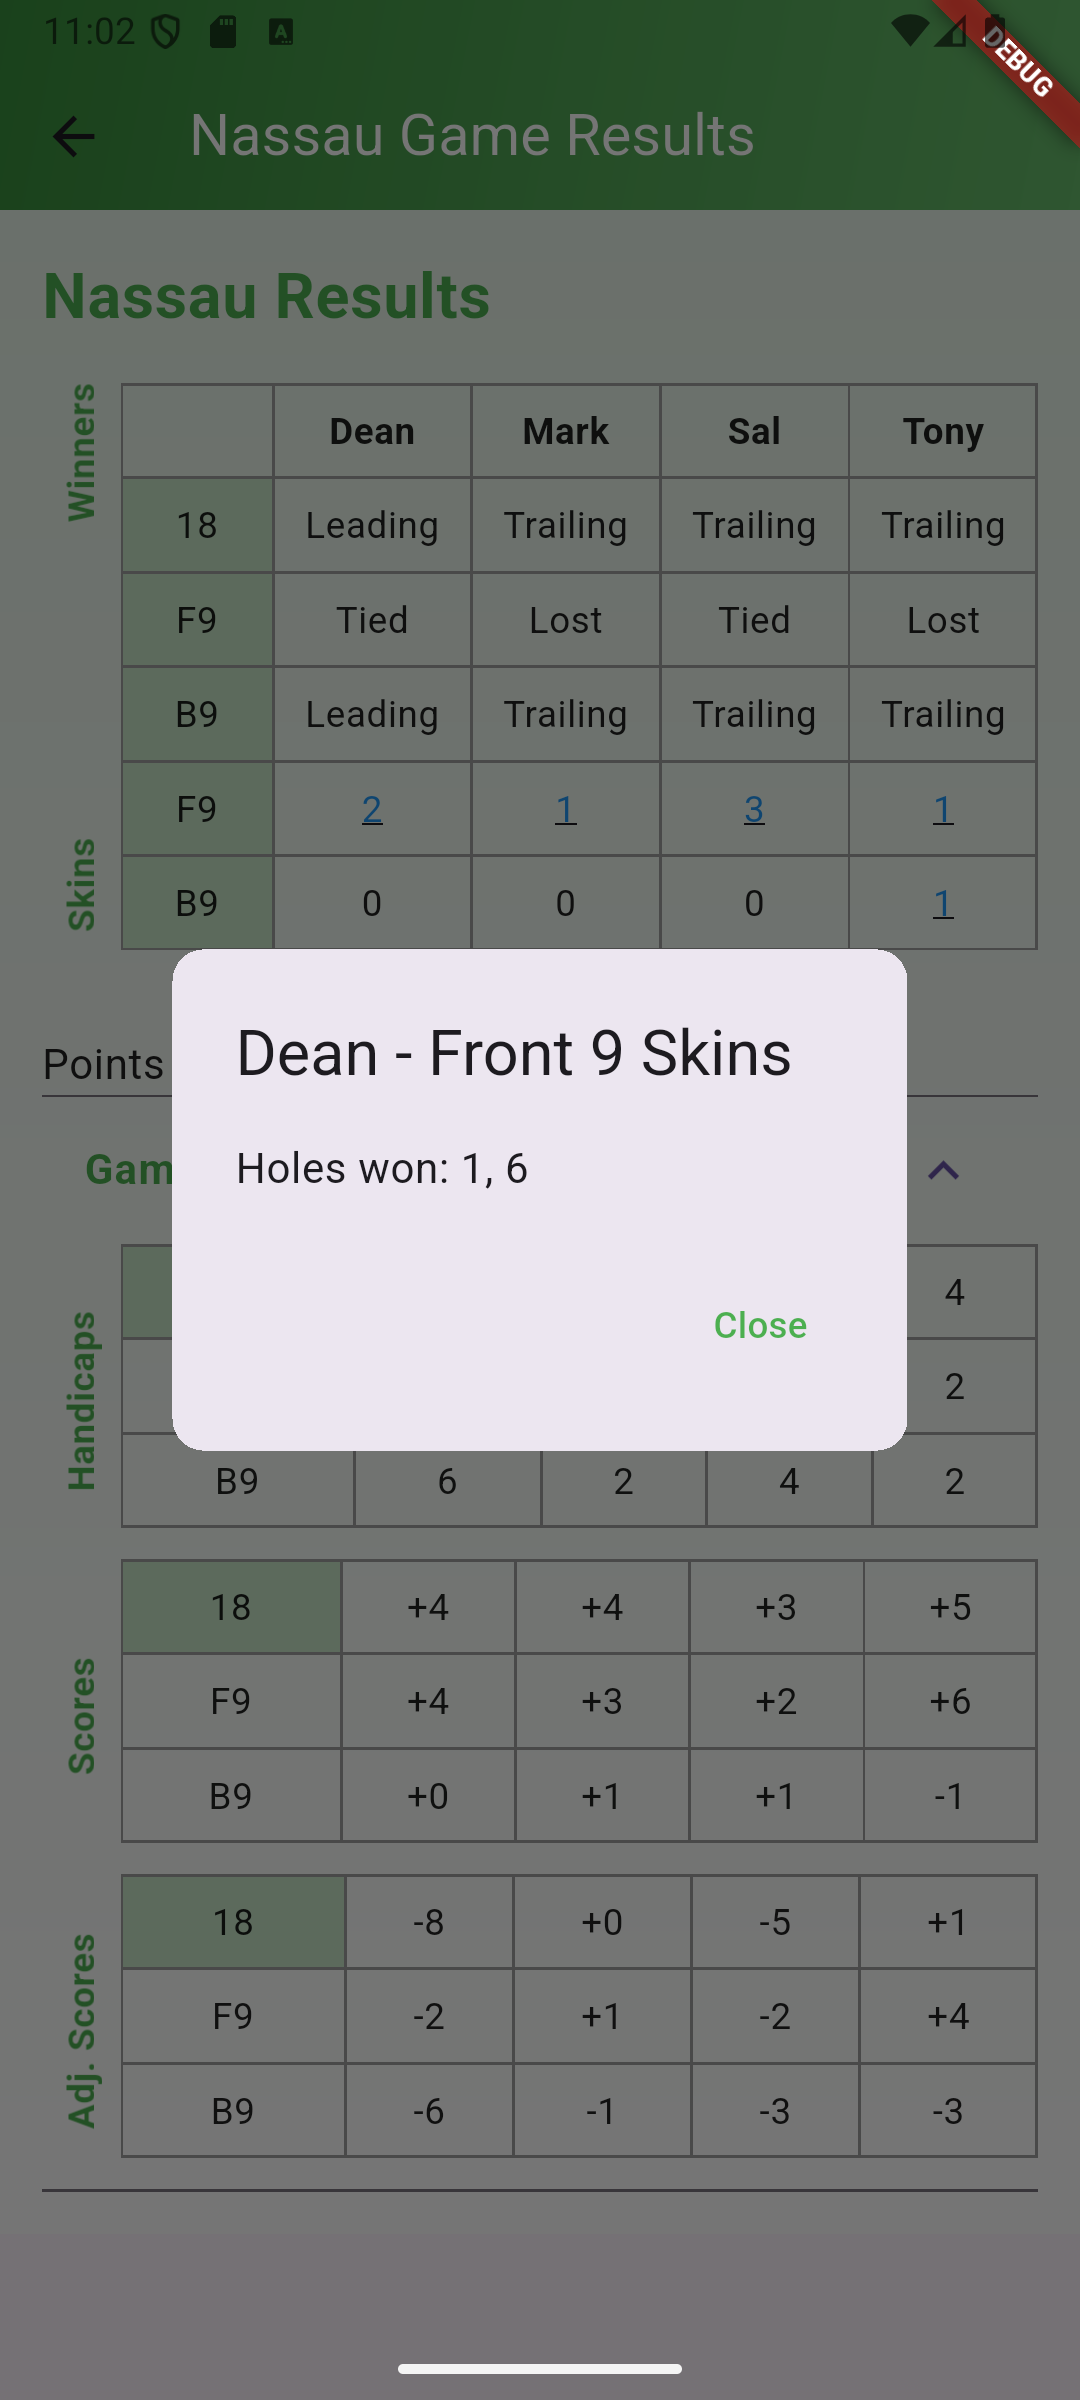 11:02
DEBUG
Nassau Game Results
Nassau Results
Winners
Dean Mark Sal Tony
18 Leading Trailing Trailing Trailing
F9 Tied Lost Tied Lost
B9 Leading Trailing Trailing Trailing
Skins
F9 2 1 3 1
B9 0 0 0 1
Dean - Front 9 Skins
Holes won: 1, 6
Close
Points
Gam
Handicaps
4
2
B9 6 2 4 2
Scores
18 +4 +4 +3 +5
F9 +4 +3 +2 +6
B9 +0 +1 +1 -1
Adj. Scores
18 -8 +0 -5 +1
F9 -2 +1 -2 +4
B9 -6 -1 -3 -3